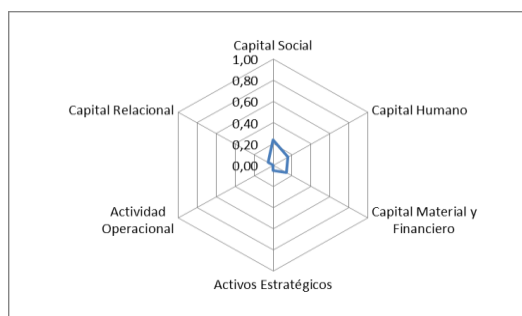 Capital Social
1,00
0,80
0,60
0,40
0,20
0,00
Capital Humano
Capital Material y
Financiero
Activos Estratégicos
Actividad
Operacional
Capital Relacional